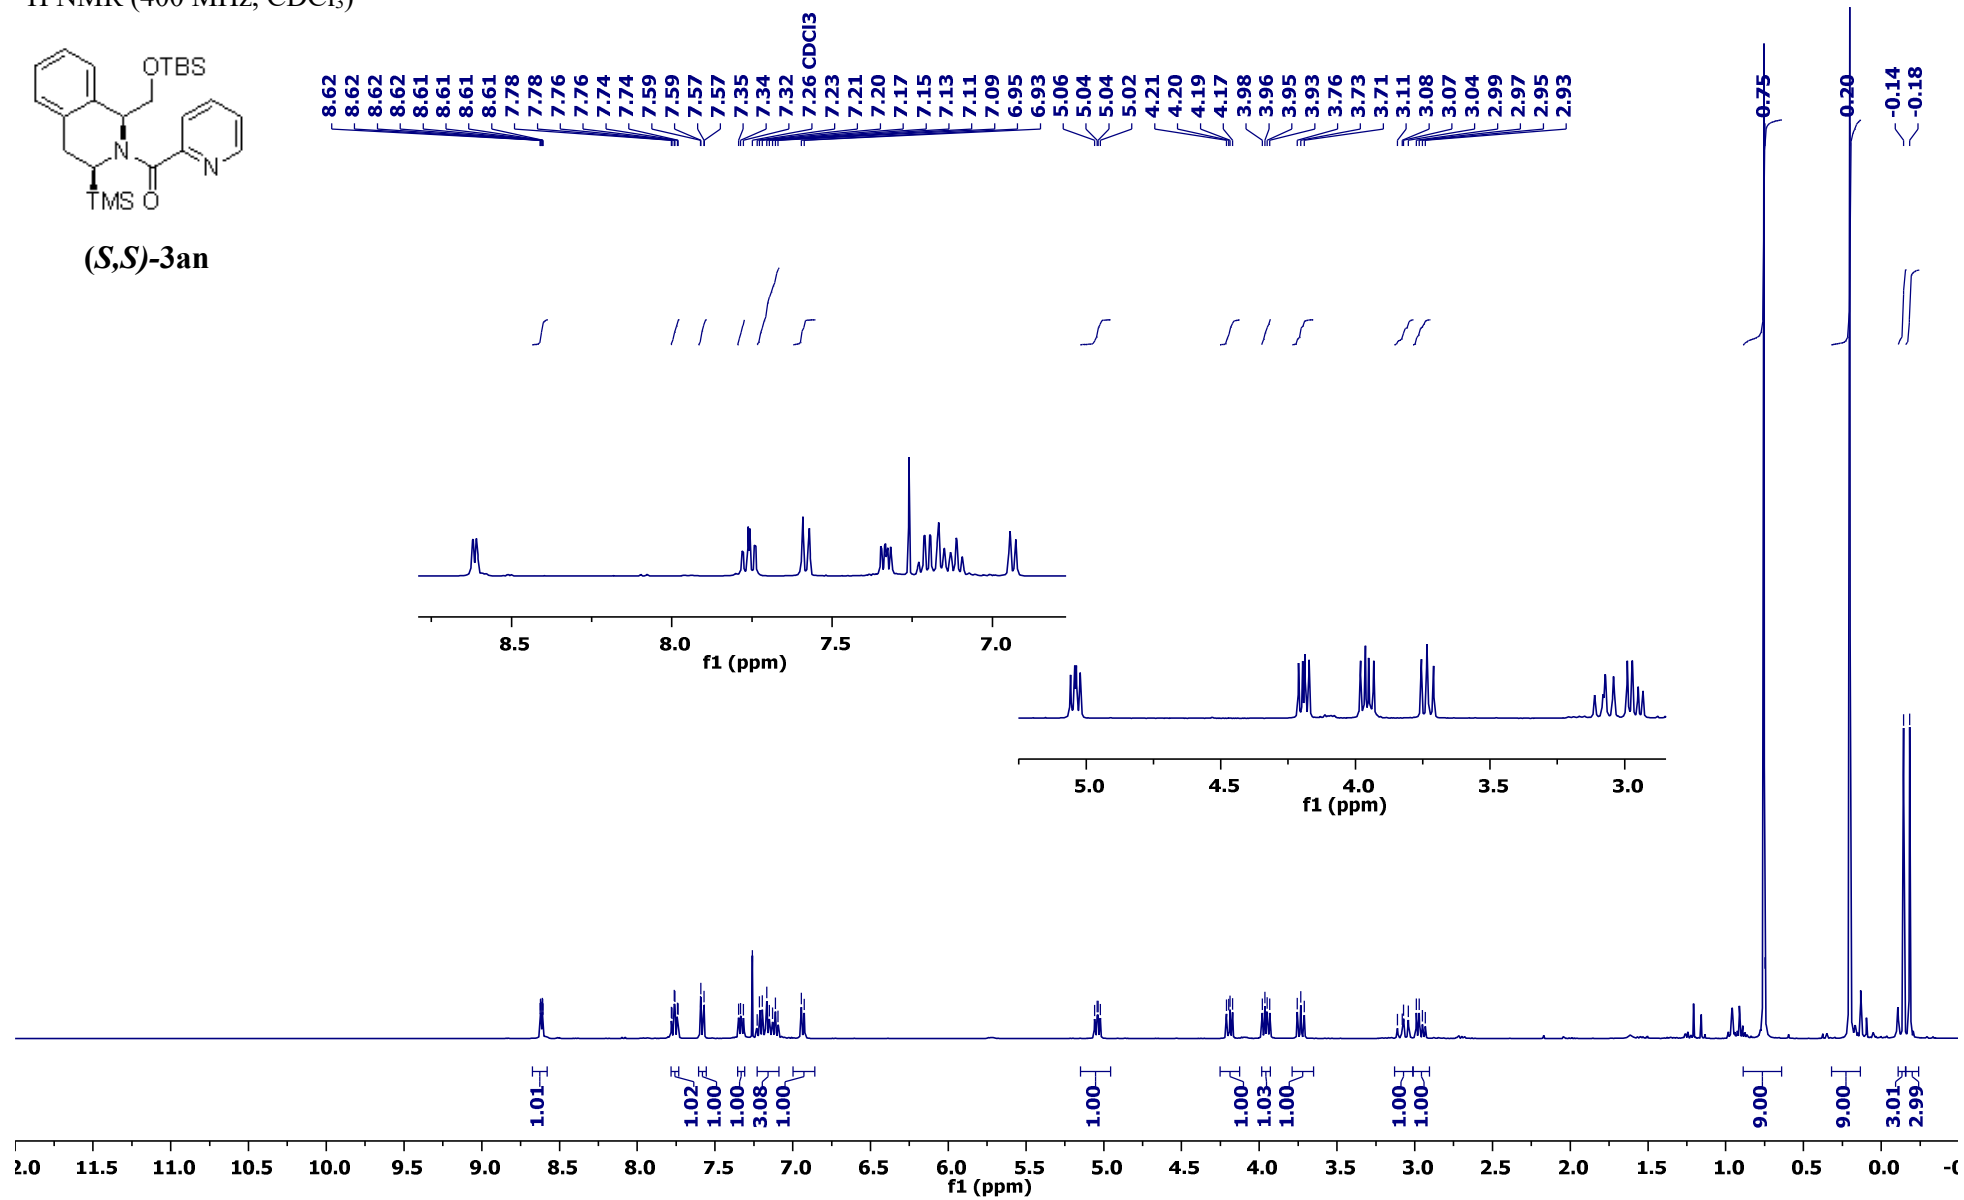 ¹H NMR (400 MHz, CDCl₃)
OTBS
N
N
TMS O
(S,S)-3an
8.62 8.62 8.62 8.62 8.61 8.61 8.61 8.61 7.78 7.78 7.76 7.76 7.74 7.74 7.59 7.59 7.57 7.57 7.35 7.34 7.32 7.26 CDCl3 7.23 7.21 7.20 7.17 7.15 7.13 7.11 7.09 6.95 6.93 5.06 5.04 5.04 5.02 4.21 4.20 4.19 4.17 3.98 3.96 3.95 3.93 3.76 3.73 3.71 3.11 3.08 3.07 3.04 2.99 2.97 2.95 2.93 0.75 0.20 -0.14 -0.18
8.5 8.0 7.5 7.0
f1 (ppm)
5.0 4.5 4.0 3.5 3.0
f1 (ppm)
1.01 1.02 1.00 1.00 3.08 1.00 1.00 1.00 1.03 1.00 1.00 1.00 9.00 9.00 3.01 2.99
2.0 11.5 11.0 10.5 10.0 9.5 9.0 8.5 8.0 7.5 7.0 6.5 6.0 5.5 5.0 4.5 4.0 3.5 3.0 2.5 2.0 1.5 1.0 0.5 0.0
f1 (ppm)